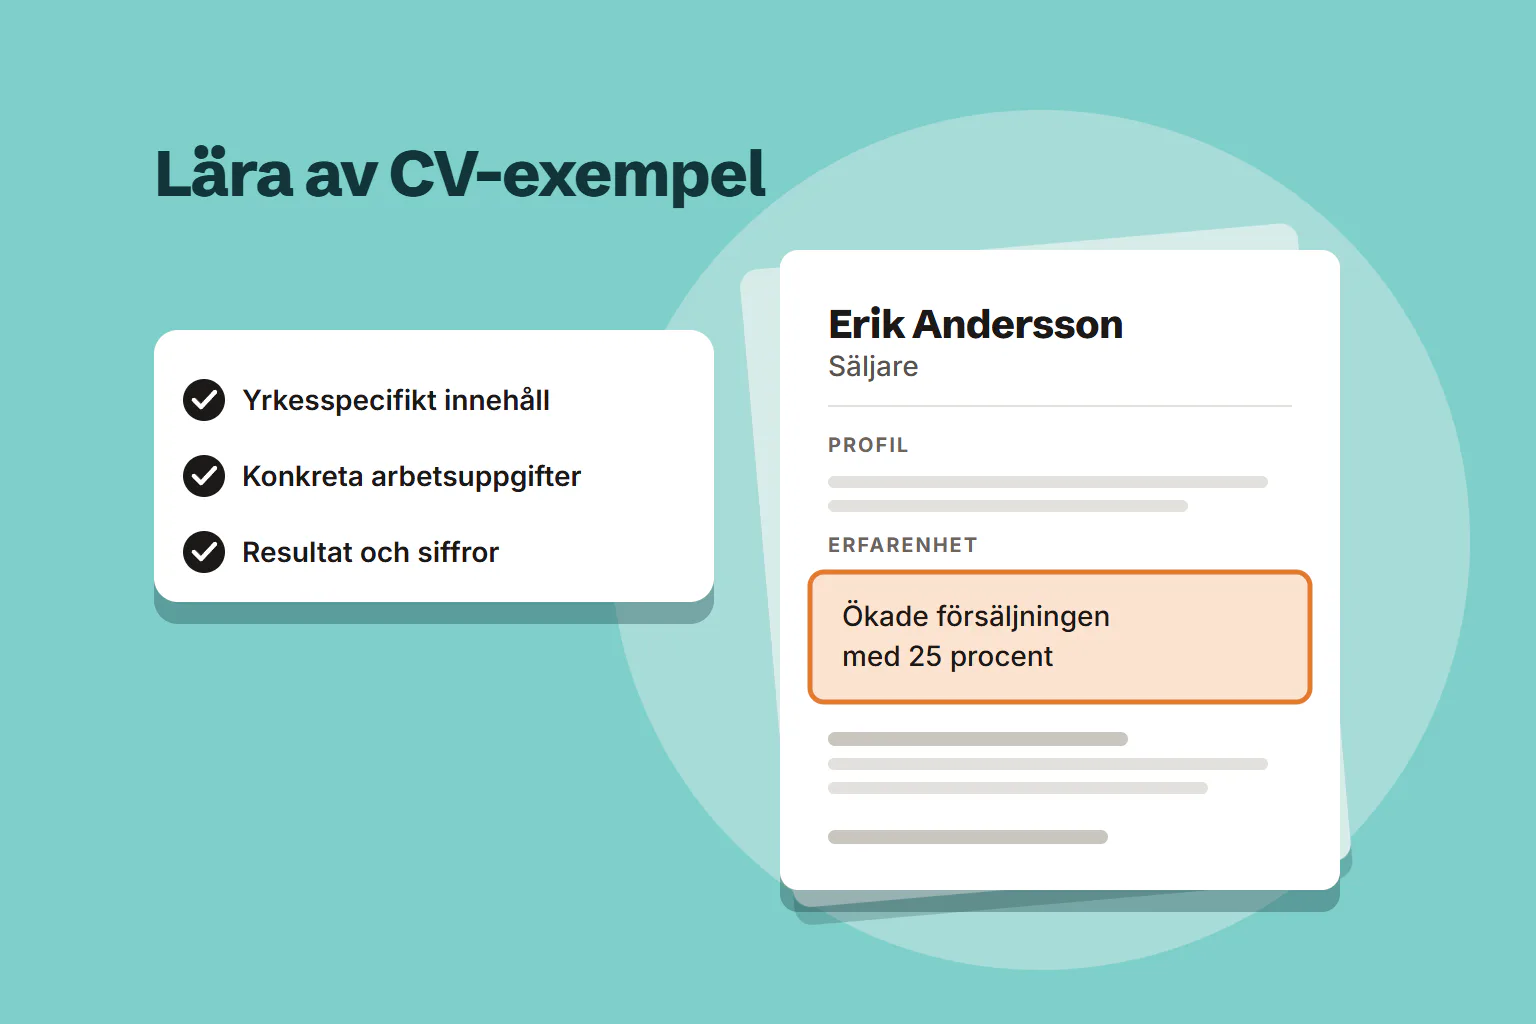 Lära av CV-exempel
Yrkesspecifikt innehåll
Konkreta arbetsuppgifter
Resultat och siffror
Erik Andersson
Säljare
PROFIL
ERFARENHET
Ökade försäljningen
med 25 procent